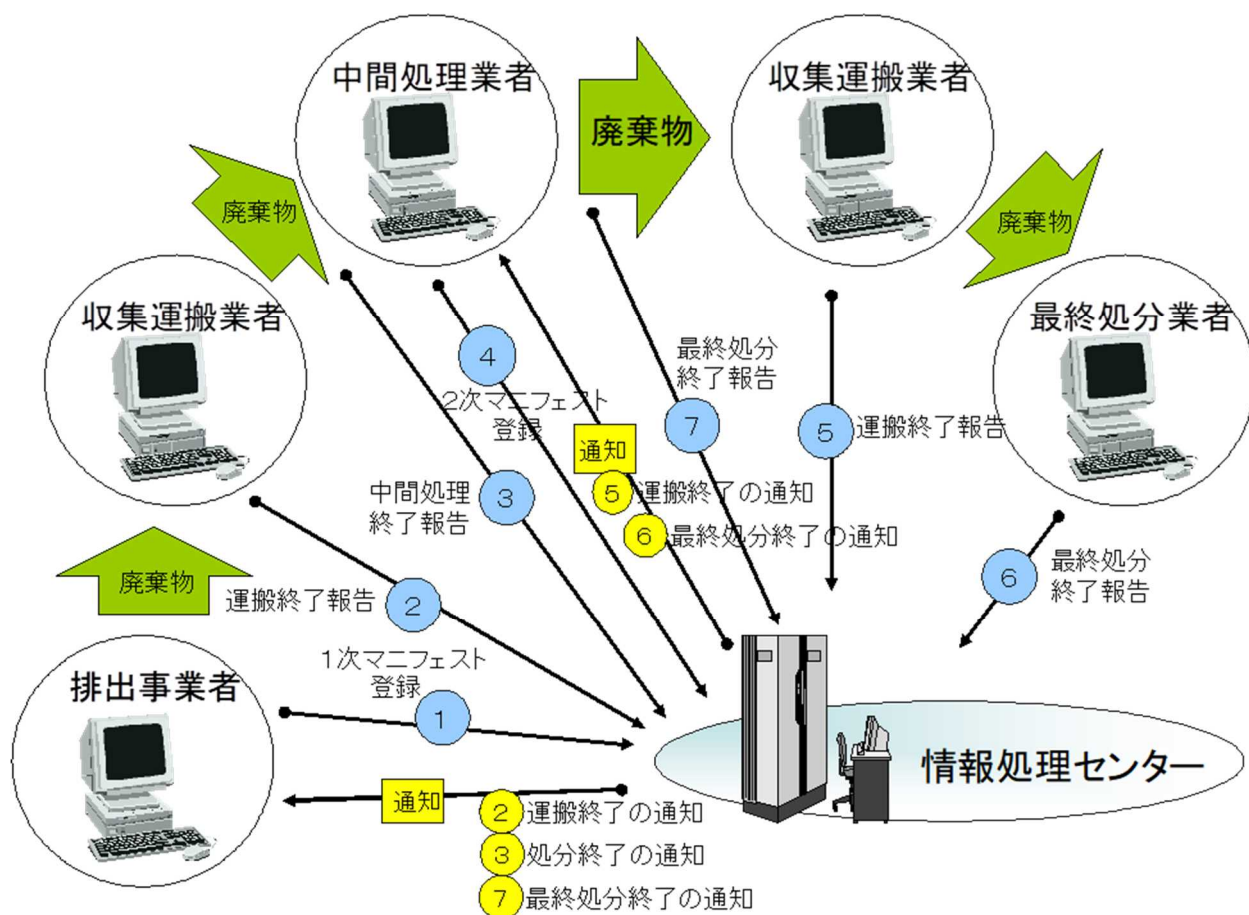 中間処理業者
収集運搬業者
廃棄物
廃棄物
廃棄物
収集運搬業者
最終処分業者
4
2次マニフェスト
登録
最終処分
終了報告
7
5
運搬終了報告
通知
5
運搬終了の通知
6
最終処分終了の通知
中間処理
終了報告
3
6
最終処分
終了報告
廃棄物
運搬終了報告
2
1次マニフェスト
登録
1
排出事業者
情報処理センター
通知
2
運搬終了の通知
3
処分終了の通知
7
最終処分終了の通知